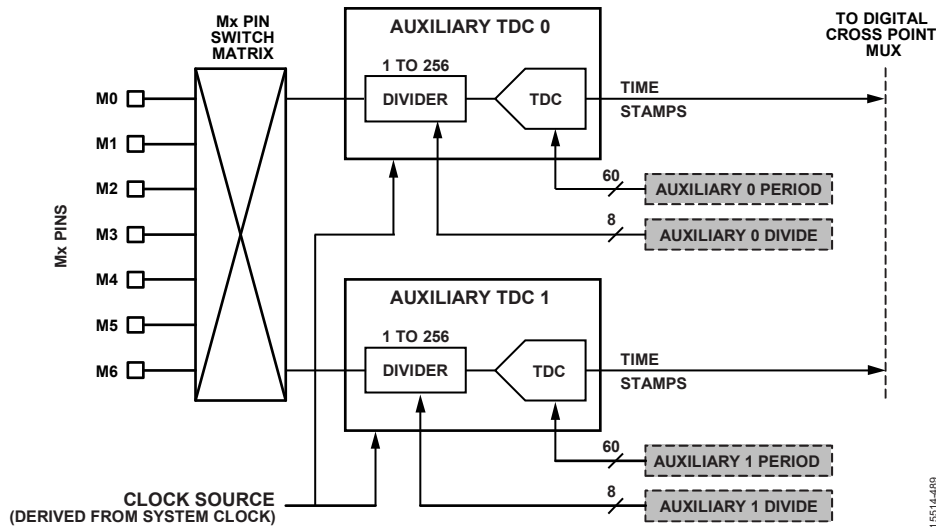 Mx PIN
SWITCH
MATRIX
AUXILIARY TDC 0
TO DIGITAL
CROSS POINT
MUX
1 TO 256
DIVIDER
TDC
TIME
STAMPS
Mx PINS
M0
M1
M2
M3
M4
M5
M6
60
AUXILIARY 0 PERIOD
8
AUXILIARY 0 DIVIDE
AUXILIARY TDC 1
1 TO 256
DIVIDER
TDC
TIME
STAMPS
60
AUXILIARY 1 PERIOD
8
AUXILIARY 1 DIVIDE
CLOCK SOURCE
(DERIVED FROM SYSTEM CLOCK)
15514-489